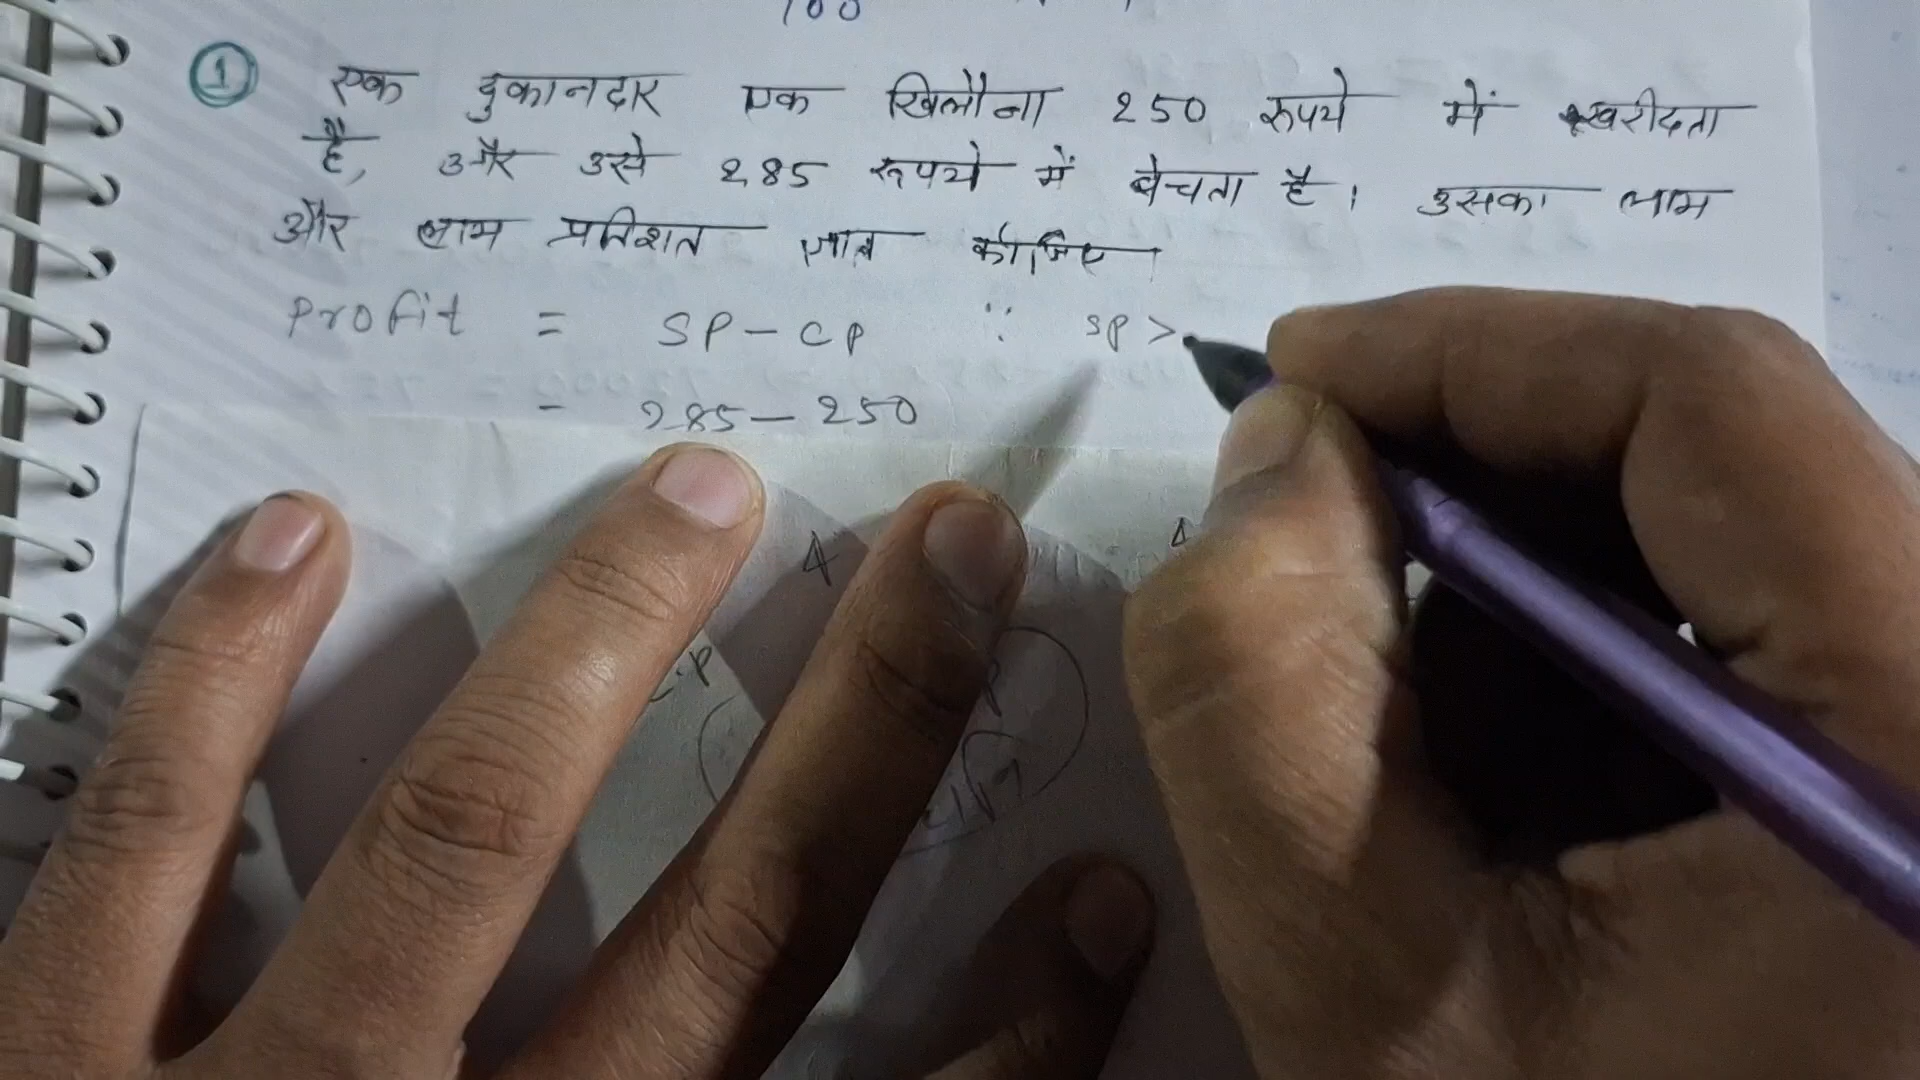 100
① एक दुकानदार एक खिलौना 250 रुपये में खरीदता
है, और उसे 285 रूपये में बेचता है। उसका लाभ
और लाभ प्रतिशत ज्ञात कीजिए
Profit = SP - CP ∵ SP >
= 285 - 250